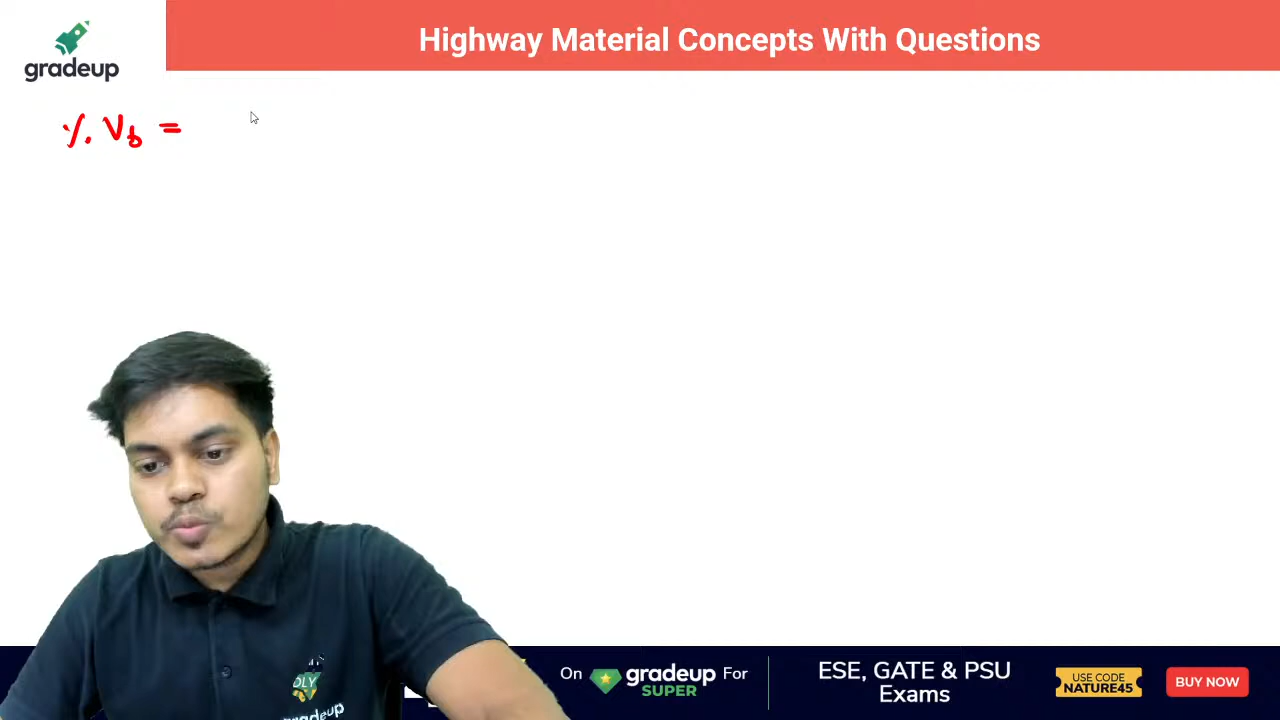 gradeup
Highway Material Concepts With Questions
% Vb =
On gradeup SUPER For
ESE, GATE & PSU Exams
USE CODE NATURE45
BUY NOW
gradeup